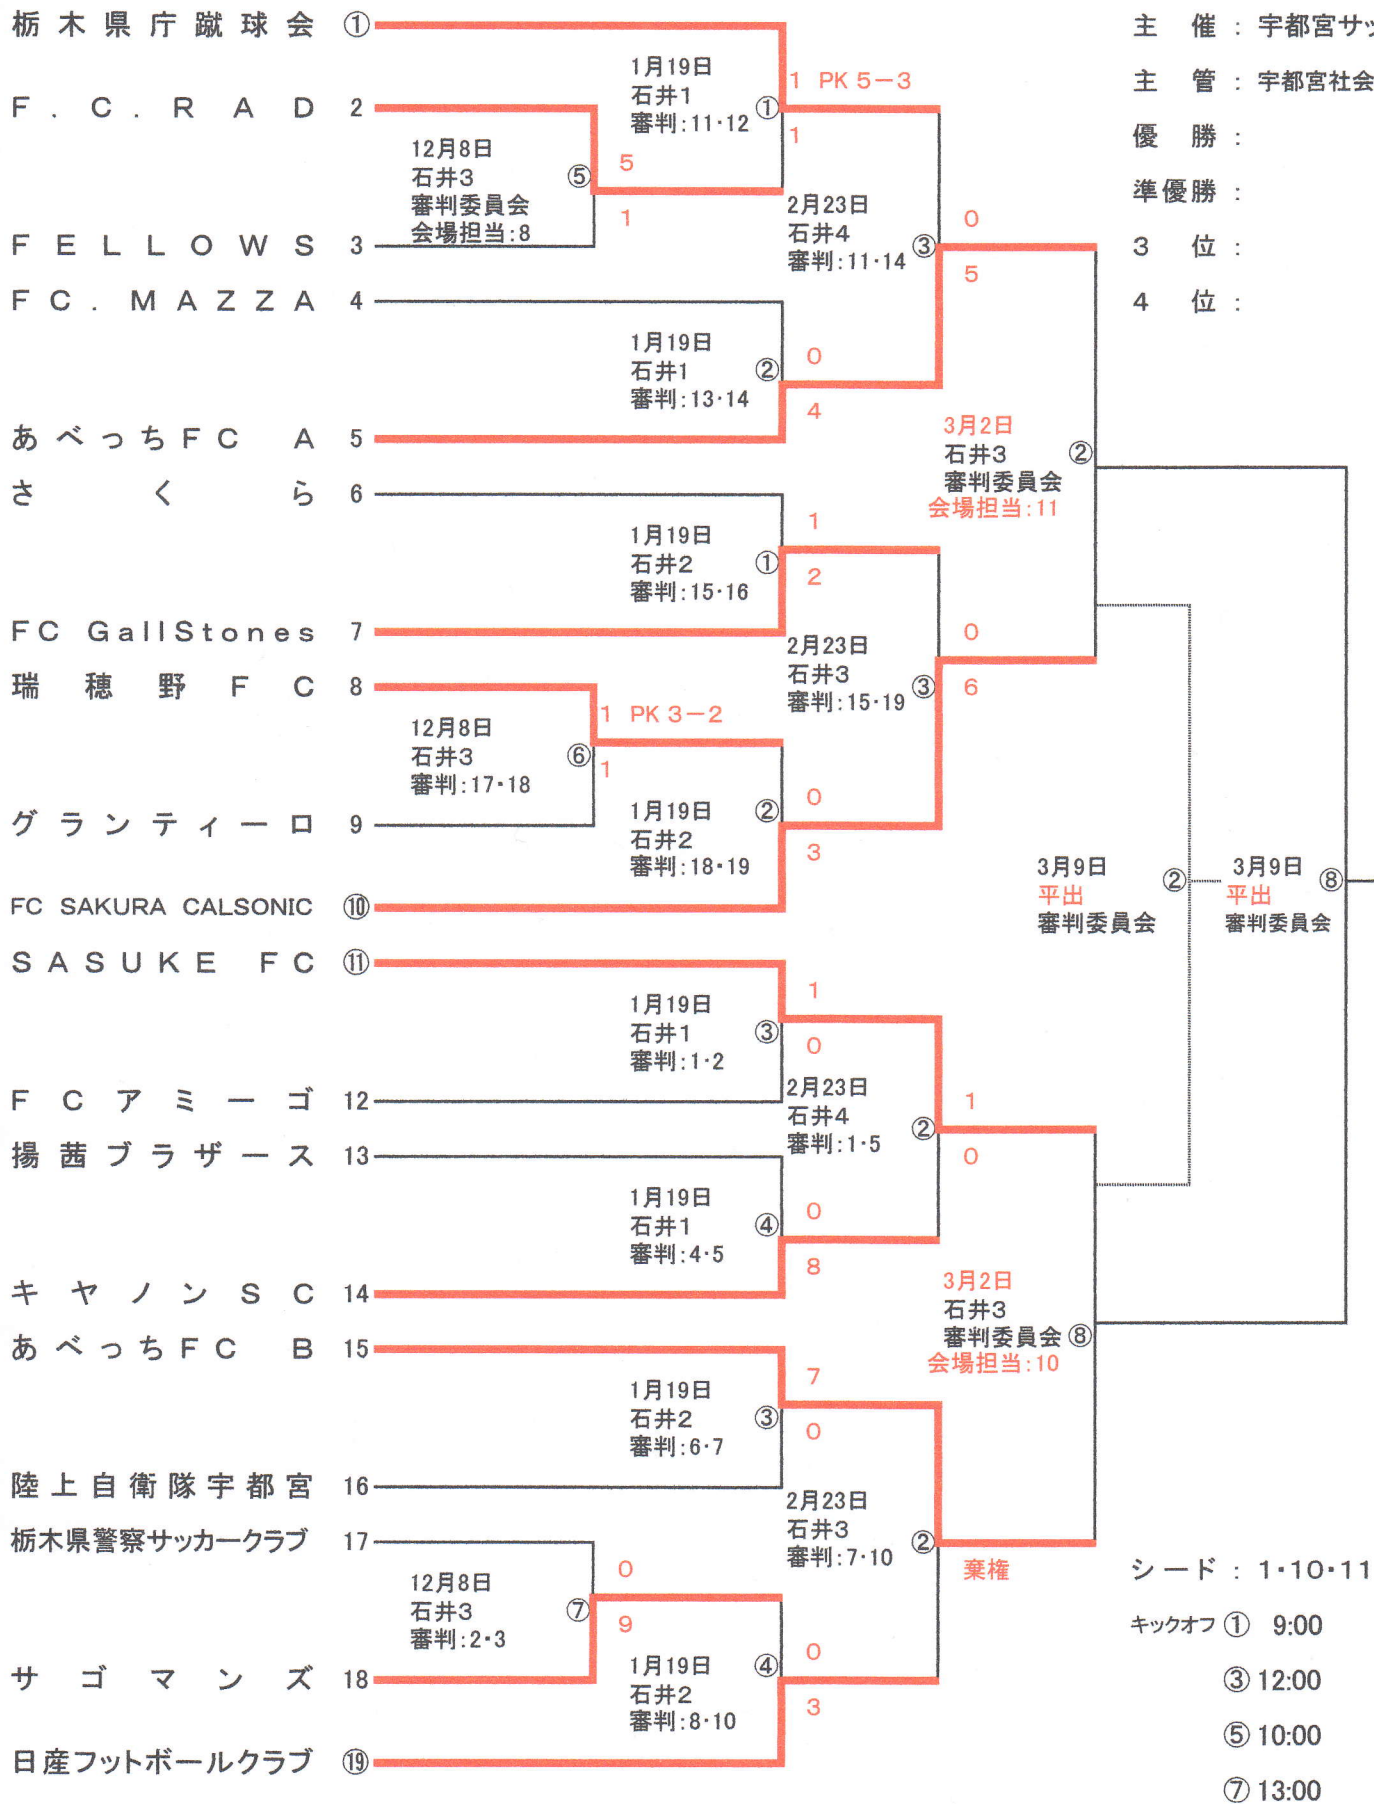 栃木県庁蹴球会 ①
主 催 : 宇都宮サッ
1月19日
石井1
審判:11・12
①
1 PK 5-3
1
主 管 : 宇都宮社会
F.C.RAD 2
優 勝 :
12月8日
石井3
審判委員会
会場担当:8
⑤
5
1
準優勝 :
2月23日
石井4
審判:11・14
③
0
5
FELLOWS 3
3 位 :
FC.MAZZA 4
4 位 :
1月19日
石井1
審判:13・14
②
0
4
あべっちFC A 5
3月2日
石井3
審判委員会
会場担当:11
②
さくら 6
1月19日
石井2
審判:15・16
①
1
2
FC GallStones 7
2月23日
石井3
審判:15・19
③
0
6
瑞穂野FC 8
12月8日
石井3
審判:17・18
⑥
1 PK 3-2
1
グランティーロ 9
1月19日
石井2
審判:18・19
②
0
3
3月9日
平出
審判委員会
②
3月9日
平出
審判委員会
⑧
FC SAKURA CALSONIC ⑩
SASUKE FC ⑪
1月19日
石井1
審判:1・2
③
1
0
FCアミーゴ 12
2月23日
石井4
審判:1・5
②
1
0
揚茜ブラザース 13
1月19日
石井1
審判:4・5
④
0
8
キヤノンSC 14
3月2日
石井3
審判委員会
会場担当:10
⑧
あべっちFC B 15
1月19日
石井2
審判:6・7
③
7
0
陸上自衛隊宇都宮 16
2月23日
石井3
審判:7・10
②
棄権
栃木県警察サッカークラブ 17
12月8日
石井3
審判:2・3
⑦
0
9
サゴマンズ 18
1月19日
石井2
審判:8・10
④
0
3
日産フットボールクラブ ⑲
シード : 1・10・11
キックオフ ① 9:00
③ 12:00
⑤ 10:00
⑦ 13:00